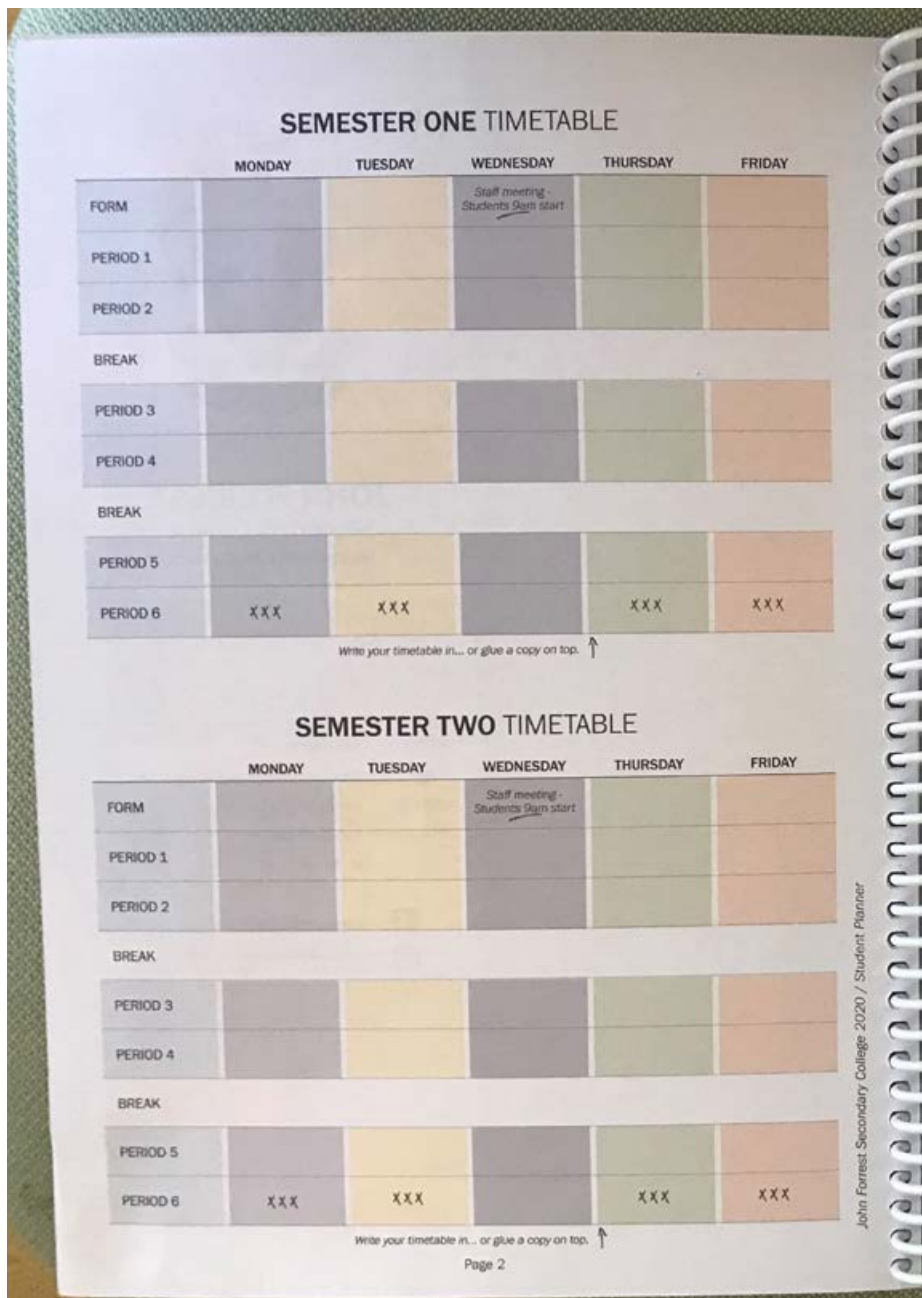 SEMESTER ONE TIMETABLE
MONDAY TUESDAY WEDNESDAY THURSDAY FRIDAY
FORM Staff meeting -
Students 9am start
PERIOD 1
PERIOD 2
BREAK
PERIOD 3
PERIOD 4
BREAK
PERIOD 5
PERIOD 6 XXX XXX XXX XXX
Write your timetable in... or glue a copy on top.
SEMESTER TWO TIMETABLE
MONDAY TUESDAY WEDNESDAY THURSDAY FRIDAY
FORM Staff meeting -
Students 9am start
PERIOD 1
PERIOD 2
BREAK
PERIOD 3
PERIOD 4
BREAK
PERIOD 5
PERIOD 6 XXX XXX XXX XXX
Write your timetable in... or glue a copy on top.
Page 2
John Forrest Secondary College 2020 / Student Planner